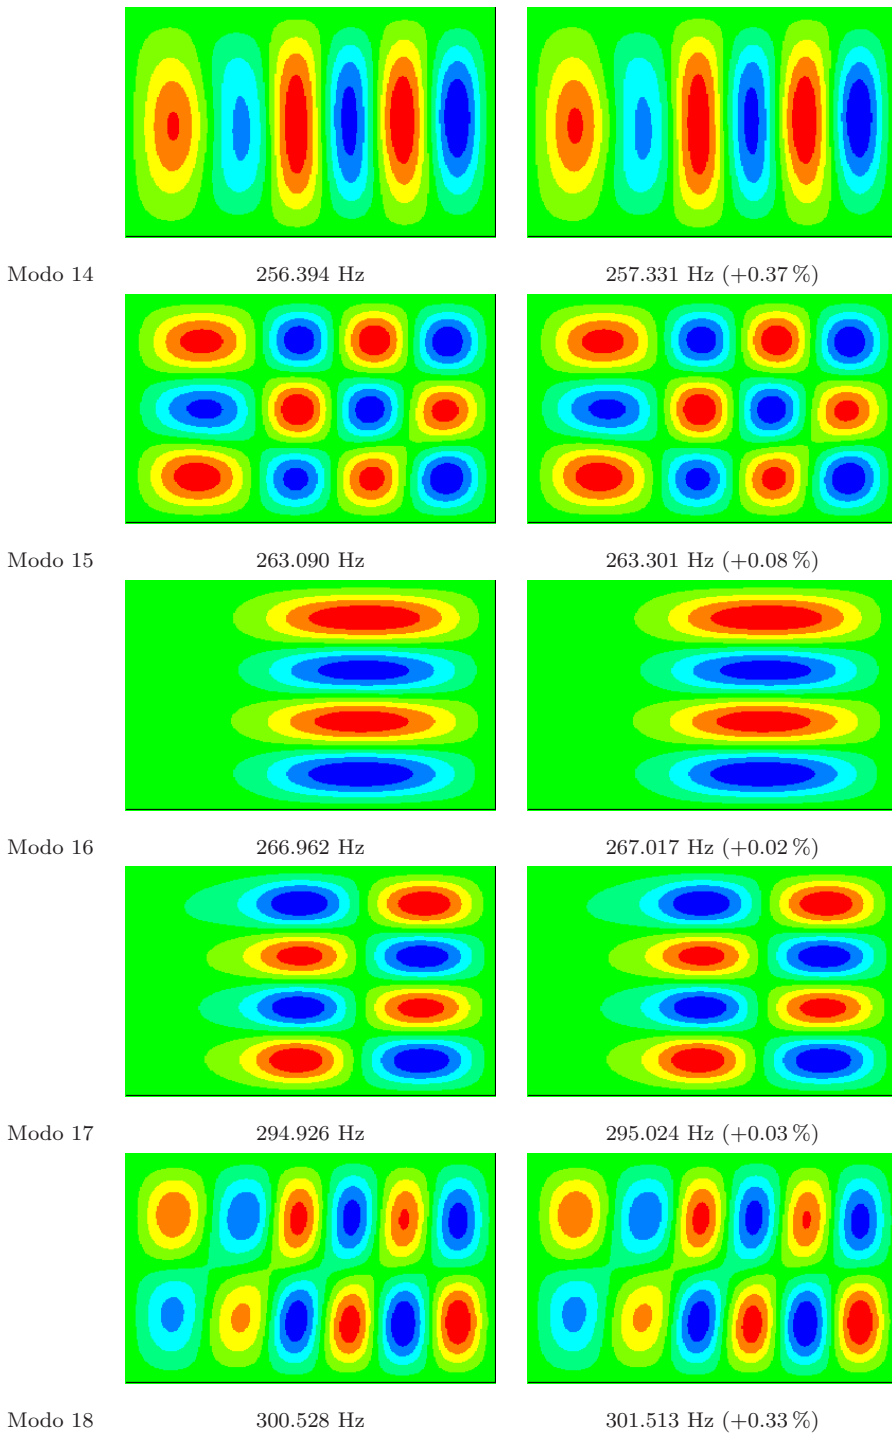 Modo 14 256.394 Hz 257.331 Hz (+0.37 %)
Modo 15 263.090 Hz 263.301 Hz (+0.08 %)
Modo 16 266.962 Hz 267.017 Hz (+0.02 %)
Modo 17 294.926 Hz 295.024 Hz (+0.03 %)
Modo 18 300.528 Hz 301.513 Hz (+0.33 %)